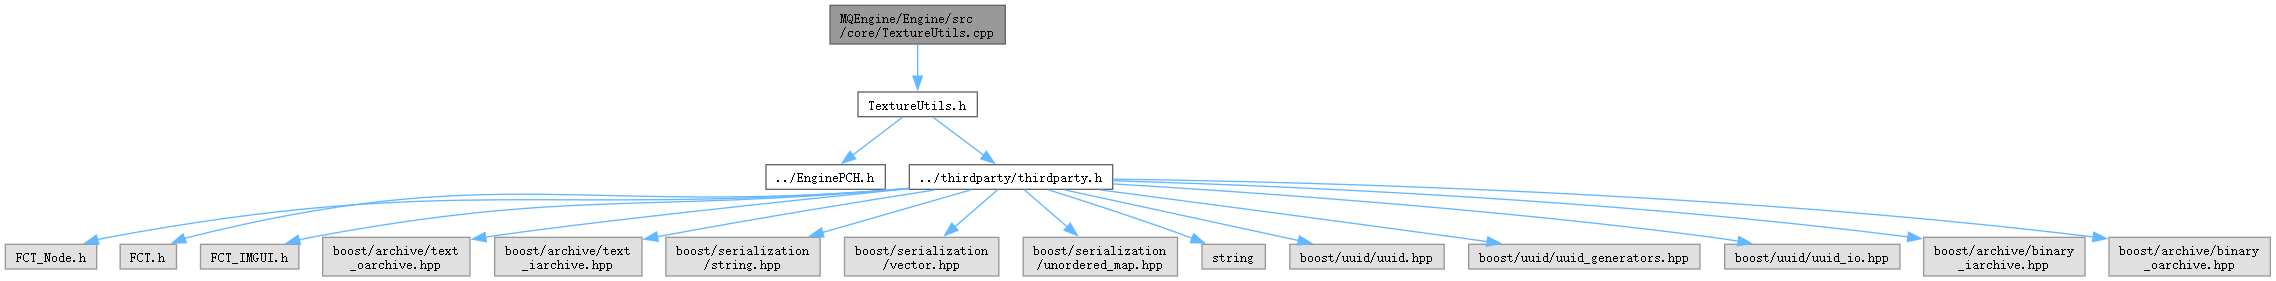 MQEngine/Engine/src
/core/TextureUtils.cpp
TextureUtils.h
../EnginePCH.h
../thirdparty/thirdparty.h
FCT_Node.h
FCT.h
FCT_IMGUI.h
boost/archive/text
_oarchive.hpp
boost/archive/text
_iarchive.hpp
boost/serialization
/string.hpp
boost/serialization
/vector.hpp
boost/serialization
/unordered_map.hpp
string
boost/uuid/uuid.hpp
boost/uuid/uuid_generators.hpp
boost/uuid/uuid_io.hpp
boost/archive/binary
_iarchive.hpp
boost/archive/binary
_oarchive.hpp